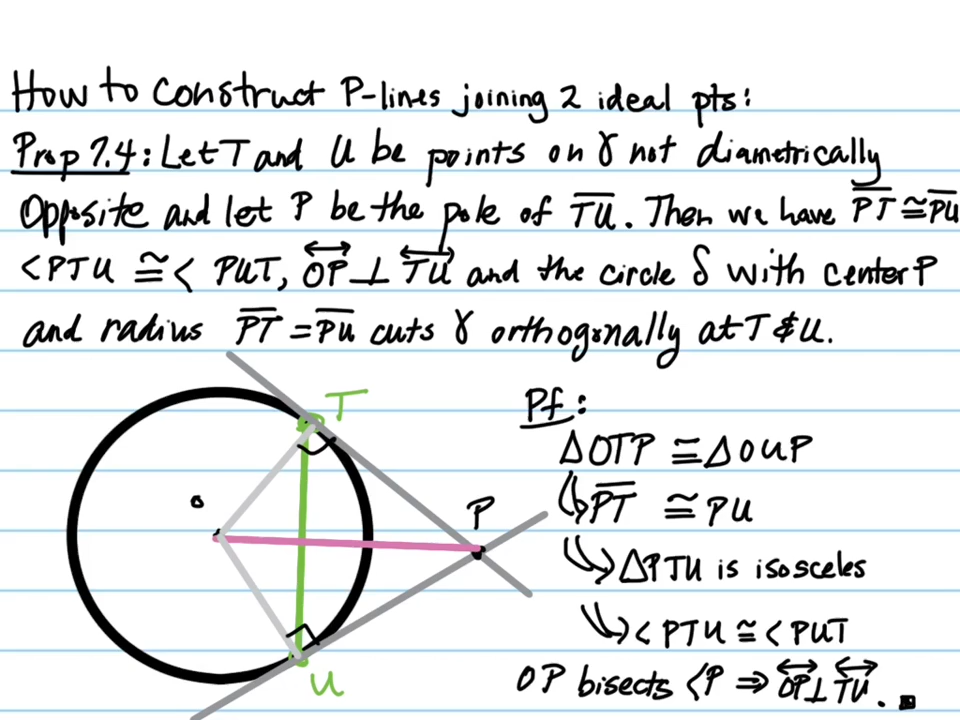 How to construct P-lines joining 2 ideal pts:
Prop 7.4: Let T and U be points on γ not diametrically
opposite and let P be the pole of TU. Then we have PT ≅ PU
<PTU ≅ < PUT, OP ⊥ TU and the circle δ with center P
and radius PT = PU cuts γ orthogonally at T & U.
T
O
P
U
Pf:
ΔOTP ≅ ΔOUP
PT ≅ PU
ΔPTU is isosceles
< PTU ≅ < PUT
OP bisects <P ⇒ OP ⊥ TU.